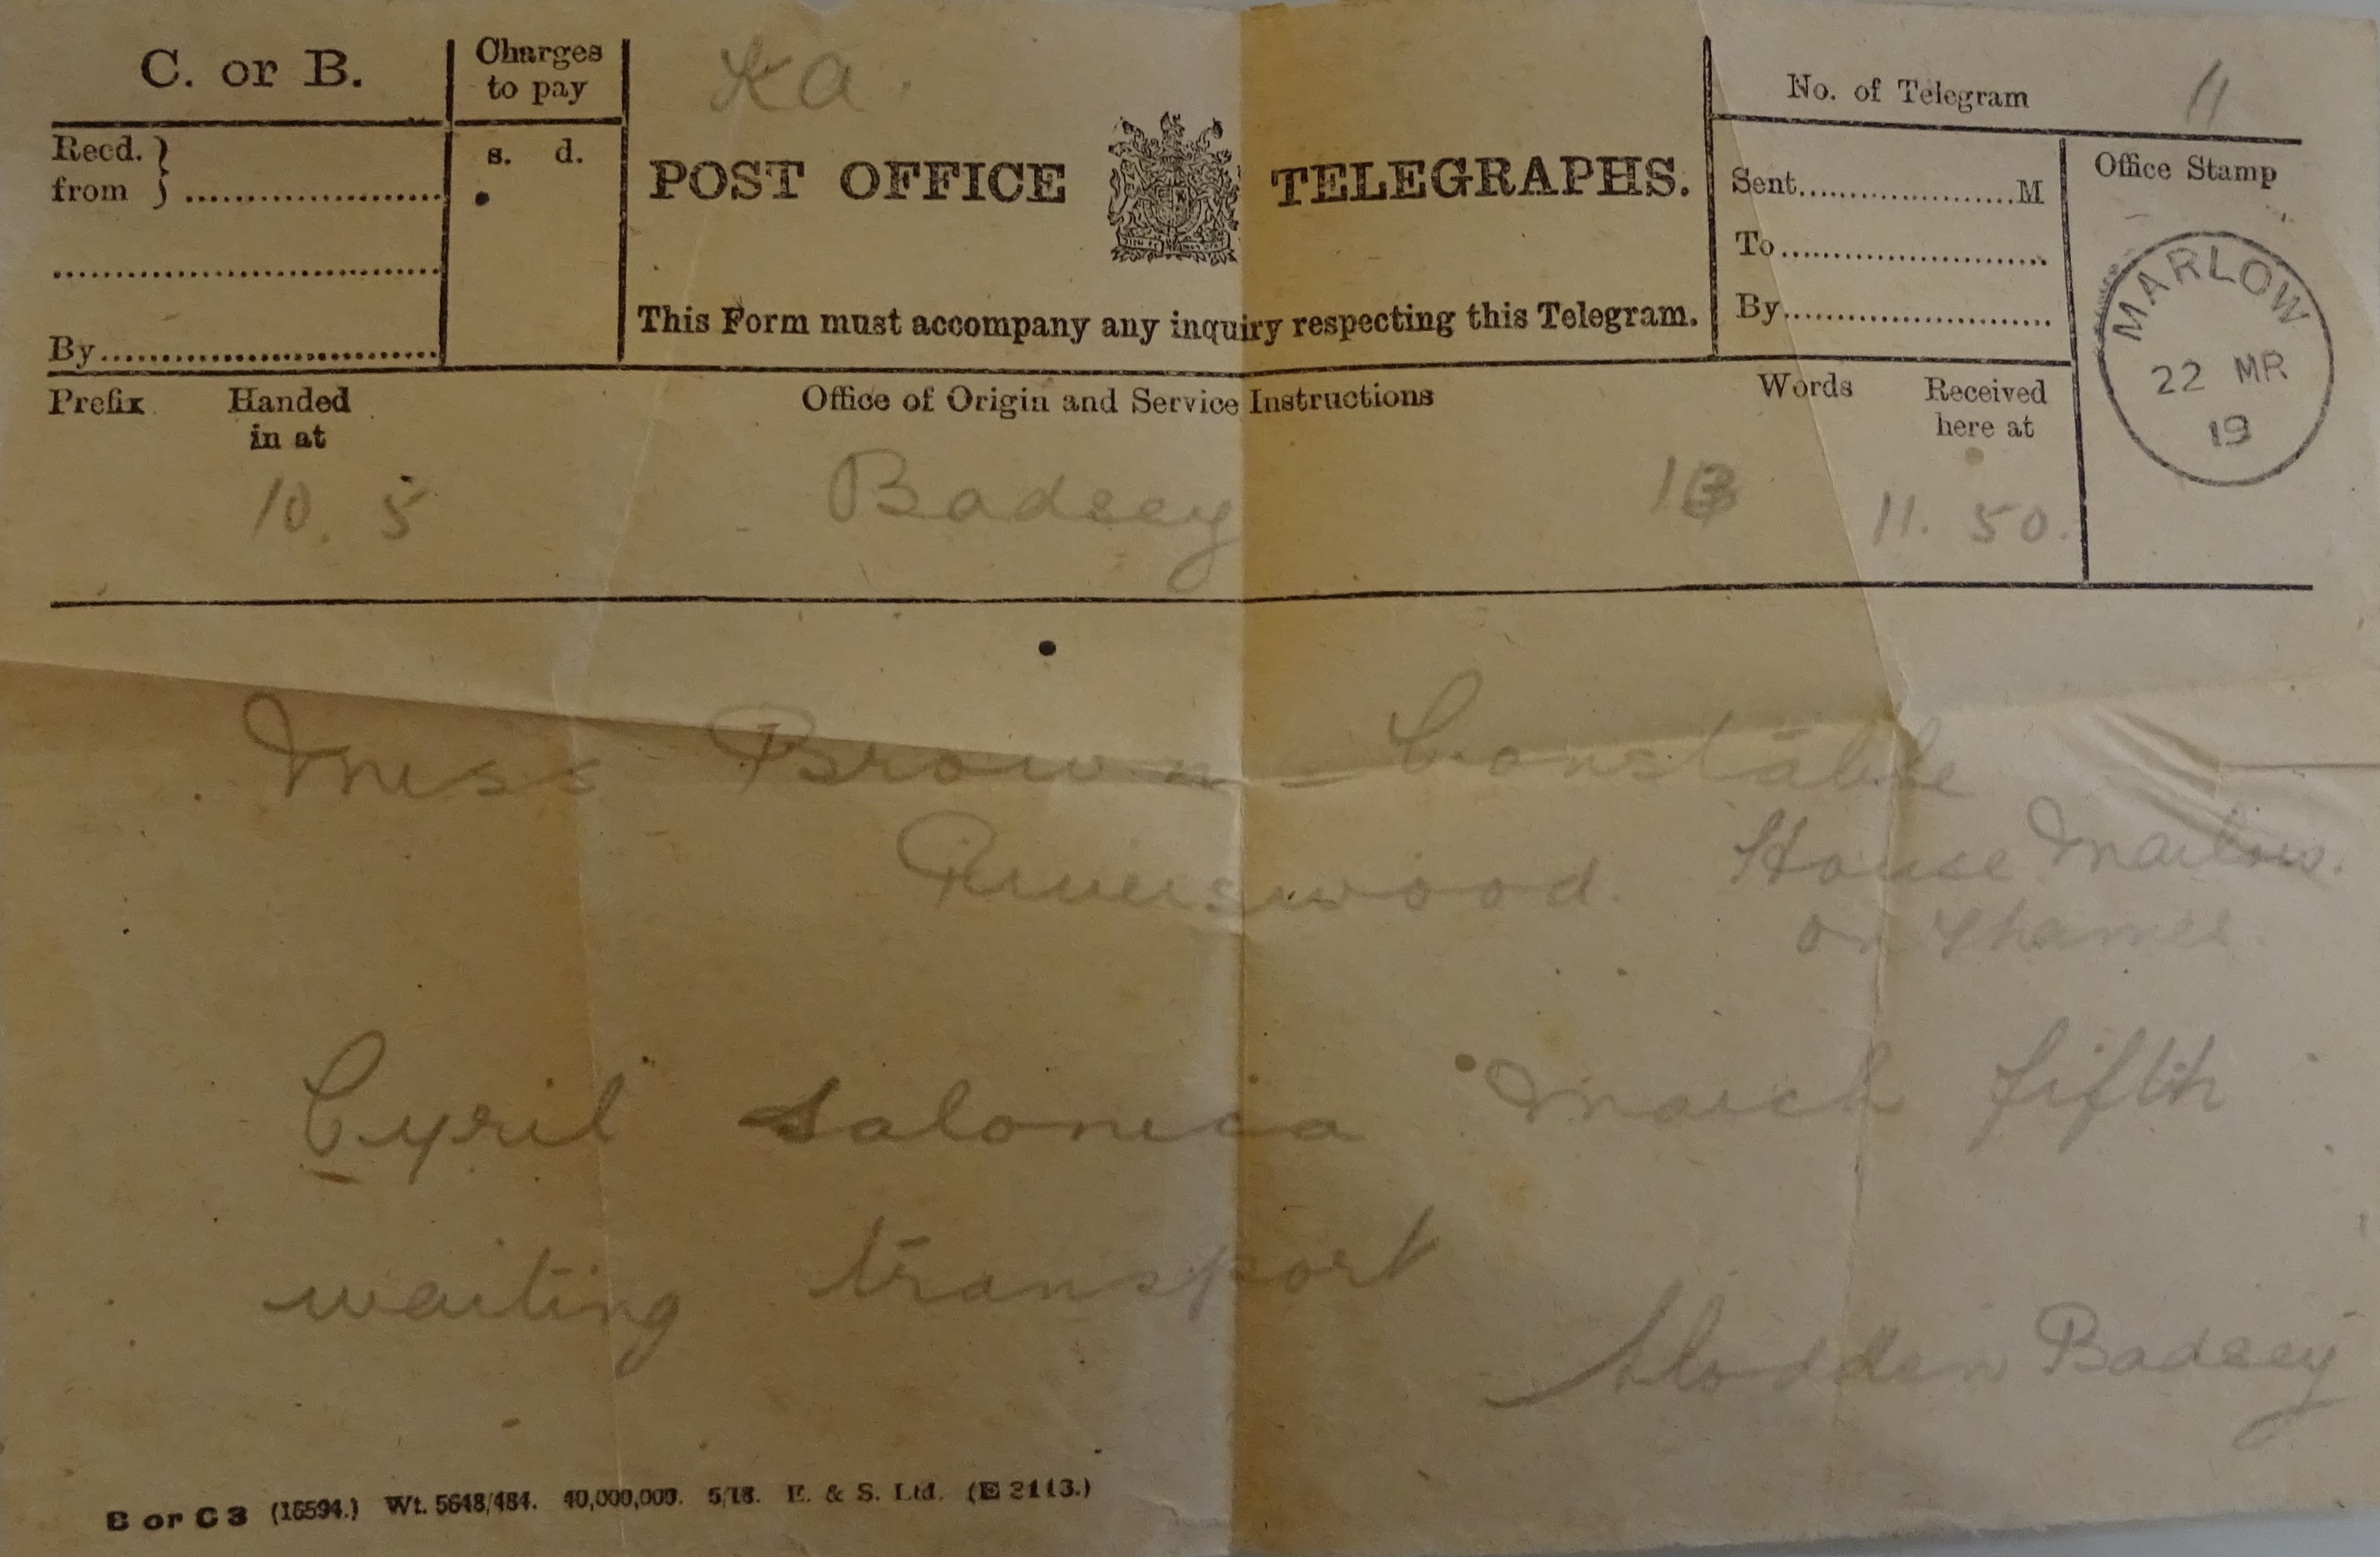 C. or B.
Charges to pay
Ka.
No. of Telegram 11
Recd. from
s. d.
POST OFFICE TELEGRAPHS.
Sent....................M
Office Stamp
To
By
MARLOW
22 MR
19
This Form must accompany any inquiry respecting this Telegram.
By
Prefix Handed in at
Office of Origin and Service Instructions
Words
Received here at
10. 5
Badsey
11. 50.
Miss Brown - Constable
Riverswood. House Marlow.
on Thames
Cyril Salonica March fifth
waiting transport
Sladden Badsey
B or C 3 (16594.) Wt. 5648/484. 40,000,000. 5/18. E. & S. Ltd. (E 2113.)